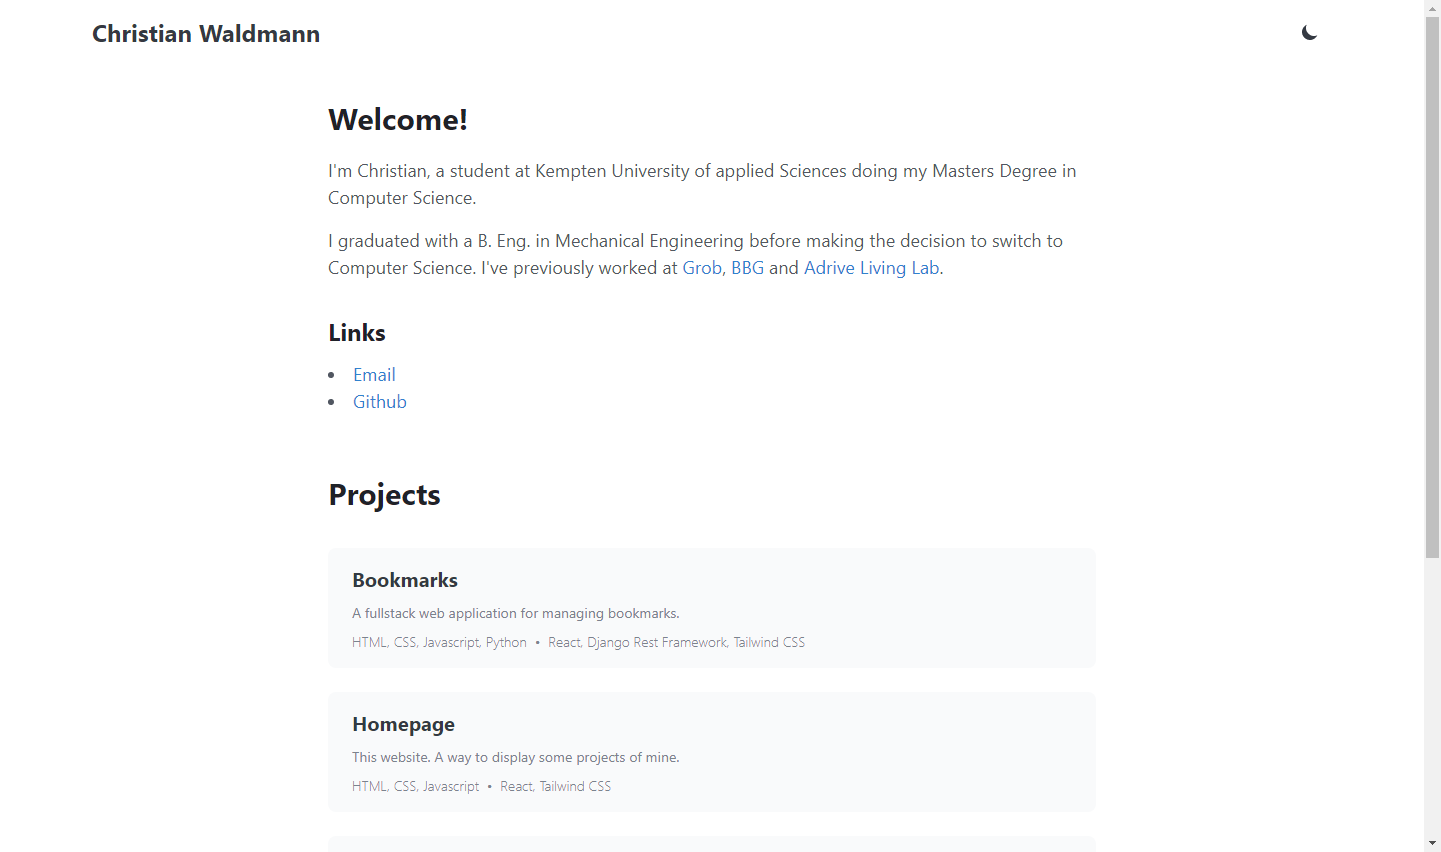 Christian Waldmann
Welcome!
I'm Christian, a student at Kempten University of applied Sciences doing my Masters Degree in
Computer Science.
I graduated with a B. Eng. in Mechanical Engineering before making the decision to switch to
Computer Science. I've previously worked at Grob, BBG and Adrive Living Lab.
Links
• Email
• Github
Projects
Bookmarks
A fullstack web application for managing bookmarks.
HTML, CSS, Javascript, Python • React, Django Rest Framework, Tailwind CSS
Homepage
This website. A way to display some projects of mine.
HTML, CSS, Javascript • React, Tailwind CSS